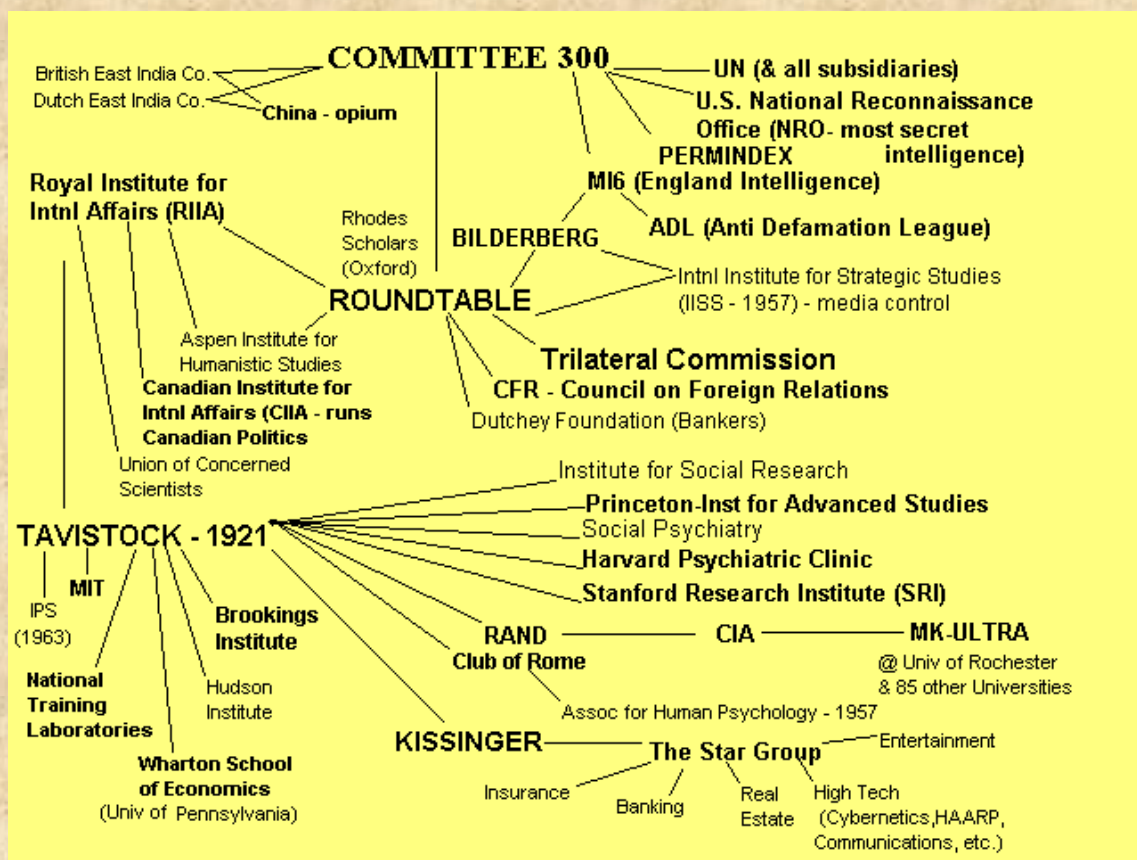 COMMITTEE 300
British East India Co.
Dutch East India Co.
China - opium
UN (& all subsidiaries)
U.S. National Reconnaissance
Office (NRO- most secret
intelligence)
PERMINDEX
MI6 (England Intelligence)
ADL (Anti Defamation League)
Royal Institute for
Intnl Affairs (RIIA)
Rhodes
Scholars
(Oxford)
BILDERBERG
Intnl Institute for Strategic Studies
(IISS - 1957) - media control
ROUNDTABLE
Aspen Institute for
Humanistic Studies
Trilateral Commission
CFR - Council on Foreign Relations
Dutchey Foundation (Bankers)
Canadian Institute for
Intnl Affairs (CIIA - runs
Canadian Politics
Union of Concerned
Scientists
Institute for Social Research
Princeton-Inst for Advanced Studies
Social Psychiatry
Harvard Psychiatric Clinic
Stanford Research Institute (SRI)
TAVISTOCK - 1921
MIT
IPS
(1963)
Brookings
Institute
RAND
CIA
MK-ULTRA
@ Univ of Rochester
& 85 other Universities
Club of Rome
Assoc for Human Psychology - 1957
National
Training
Laboratories
Hudson
Institute
Wharton School
of Economics
(Univ of Pennsylvania)
KISSINGER
The Star Group
Entertainment
Insurance
Banking
Real
Estate
High Tech
(Cybernetics,HAARP,
Communications, etc.)